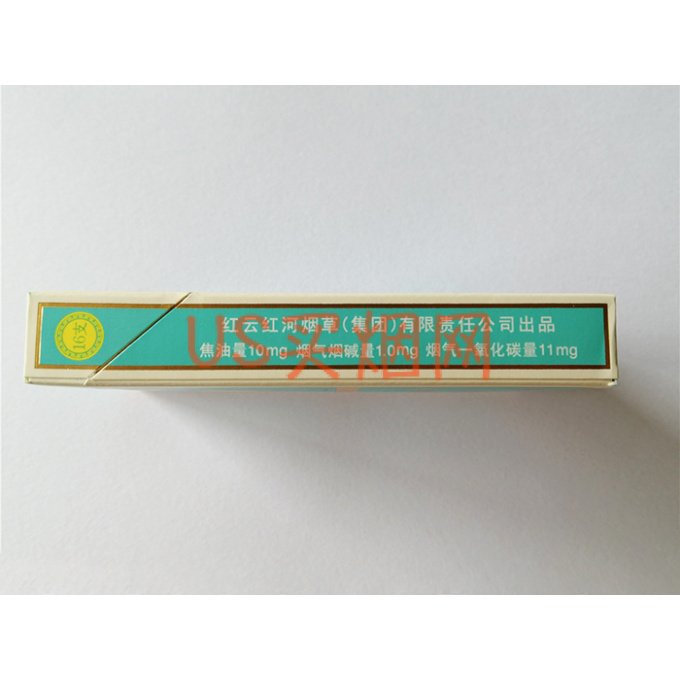 16支
红云红河烟草(集团)有限责任公司出品
焦油量10mg 烟气烟碱量1.0mg 烟气一氧化碳量11mg
US买烟网